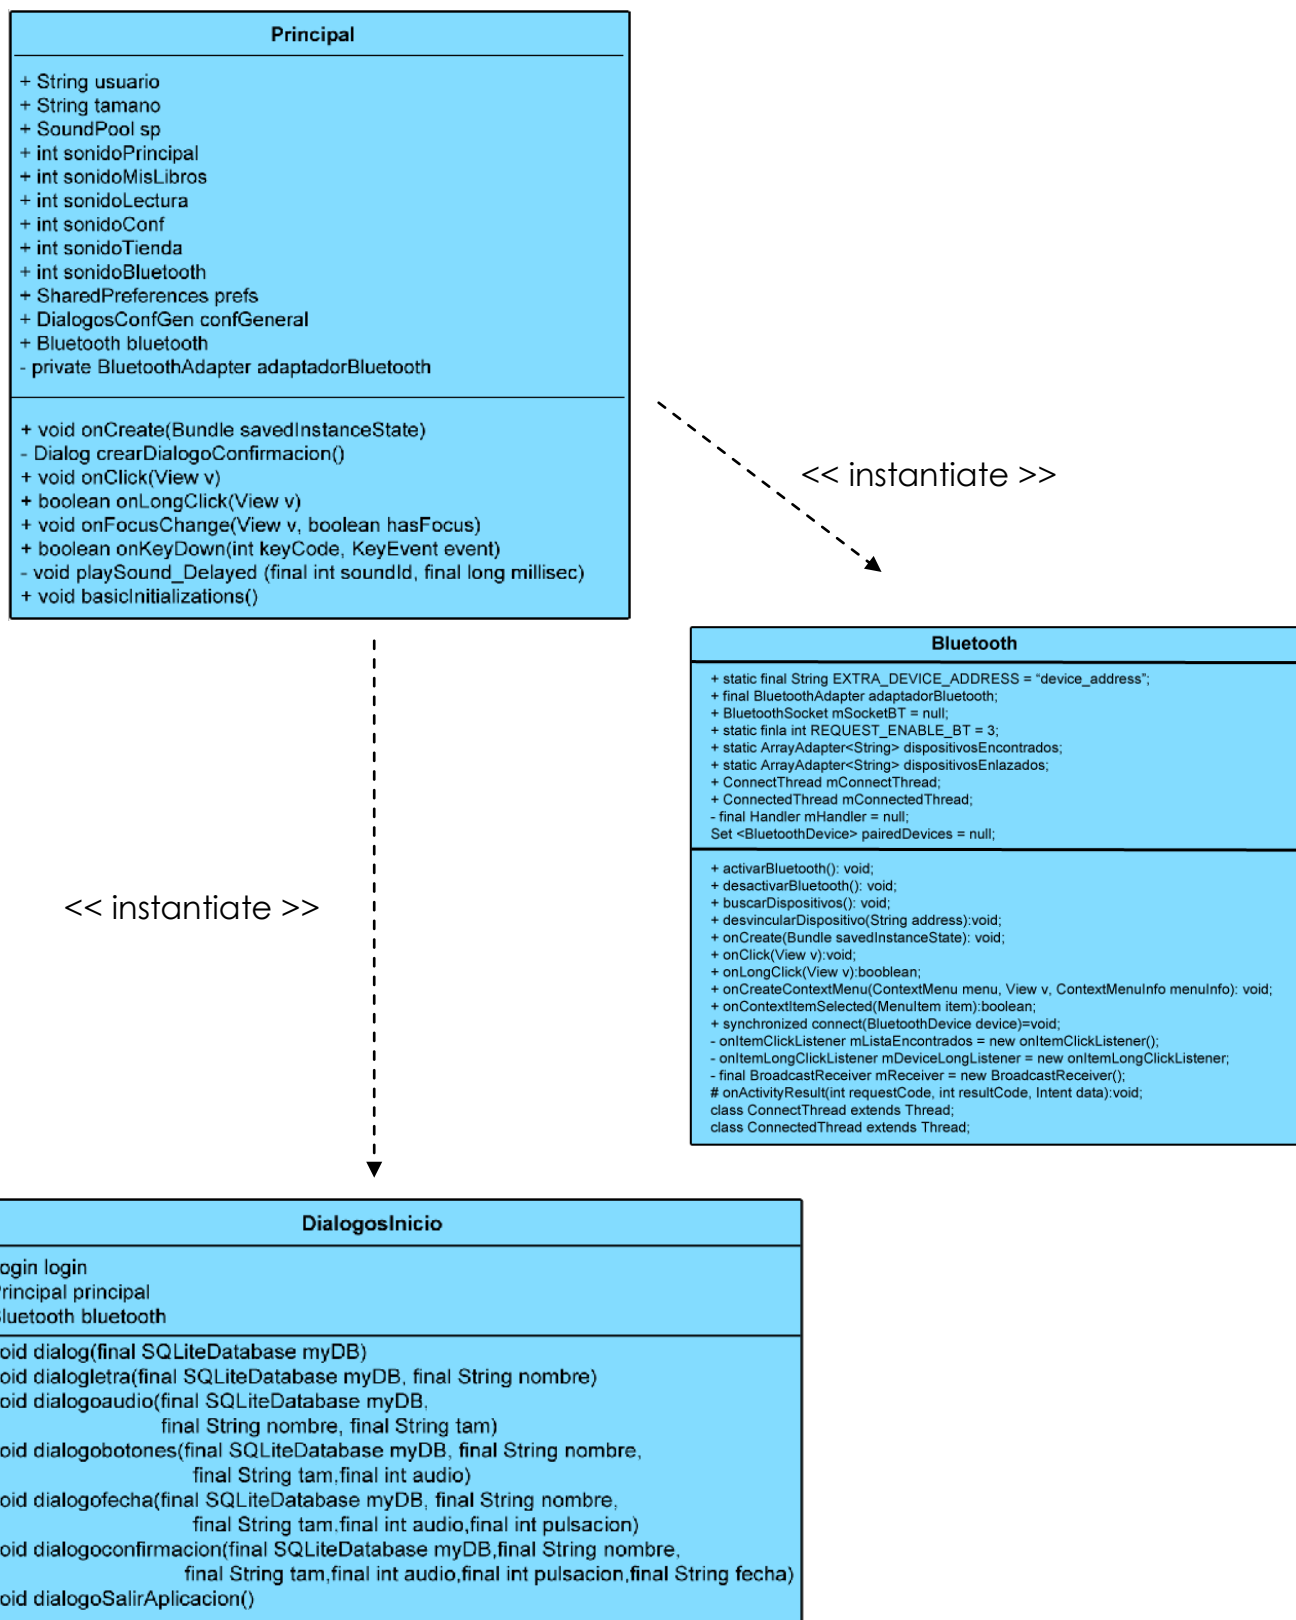 Principal
+ String usuario
+ String tamano
+ SoundPool sp
+ int sonidoPrincipal
+ int sonidoMisLibros
+ int sonidoLectura
+ int sonidoConf
+ int sonidoTienda
+ int sonidoBluetooth
+ SharedPreferences prefs
+ DialogosConfGen confGeneral
+ Bluetooth bluetooth
- private BluetoothAdapter adaptadorBluetooth
+ void onCreate(Bundle savedInstanceState)
- Dialog crearDialogoConfirmacion()
+ void onClick(View v)
+ boolean onLongClick(View v)
+ void onFocusChange(View v, boolean hasFocus)
+ boolean onKeyDown(int keyCode, KeyEvent event)
- void playSound_Delayed (final int soundId, final long millisec)
+ void basicInitializations()
<< instantiate >>
Bluetooth
+ static final String EXTRA_DEVICE_ADDRESS = “device_address”;
+ final BluetoothAdapter adaptadorBluetooth;
+ BluetoothSocket mSocketBT = null;
+ static finla int REQUEST_ENABLE_BT = 3;
+ static ArrayAdapter<String> dispositivosEncontrados;
+ static ArrayAdapter<String> dispositivosEnlazados;
+ ConnectThread mConnectThread;
+ ConnectedThread mConnectedThread;
- final Handler mHandler = null;
Set <BluetoothDevice> pairedDevices = null;
+ activarBluetooth(): void;
+ desactivarBluetooth(): void;
+ buscarDispositivos(): void;
+ desvincularDispositivo(String address):void;
+ onCreate(Bundle savedInstanceState): void;
+ onClick(View v):void;
+ onLongClick(View v):booblean;
+ onCreateContextMenu(ContextMenu menu, View v, ContextMenuInfo menuInfo): void;
+ onContextItemSelected(MenuItem item):boolean;
+ synchronized connect(BluetoothDevice device)=void;
- onItemClickListener mListaEncontrados = new onItemClickListener();
- onItemLongClickListener mDeviceLongListener = new onItemLongClickListener;
- final BroadcastReceiver mReceiver = new BroadcastReceiver();
# onActivityResult(int requestCode, int resultCode, Intent data):void;
class ConnectThread extends Thread;
class ConnectedThread extends Thread;
<< instantiate >>
DialogosInicio
ogin login
Principal principal
Bluetooth bluetooth
oid dialog(final SQLiteDatabase myDB)
oid dialogletra(final SQLiteDatabase myDB, final String nombre)
oid dialogoaudio(final SQLiteDatabase myDB,
final String nombre, final String tam)
oid dialogobotones(final SQLiteDatabase myDB, final String nombre,
final String tam,final int audio)
oid dialogofecha(final SQLiteDatabase myDB, final String nombre,
final String tam,final int audio,final int pulsacion)
oid dialogoconfirmacion(final SQLiteDatabase myDB,final String nombre,
final String tam,final int audio,final int pulsacion,final String fecha)
oid dialogoSalirAplicacion()